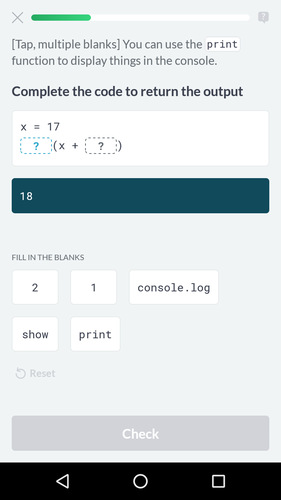 [Tap, multiple blanks] You can use the print
function to display things in the console.
Complete the code to return the output
x = 17
?(x + ?)
18
FILL IN THE BLANKS
2 1 console.log
show print
Reset
Check